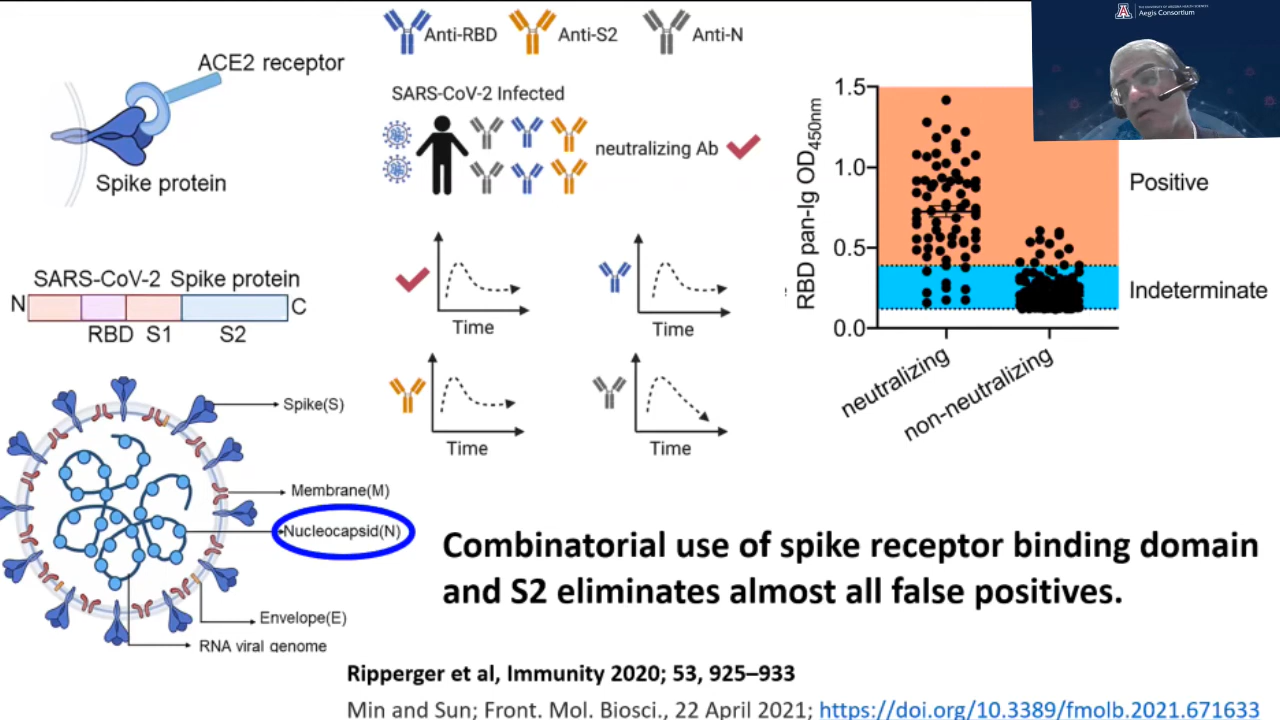 ACE2 receptor
Spike protein
Anti-RBD
Anti-S2
Anti-N
SARS-CoV-2 Infected
neutralizing Ab
N
SARS-CoV-2 Spike protein
C
RBD S1 S2
Time
Time
Time
Time
RBD pan-Ig OD450nm
1.5
1.0
0.5
0.0
Positive
Indeterminate
neutralizing
non-neutralizing
Aegis Consortium
Spike(S)
Membrane(M)
Nucleocapsid(N)
Envelope(E)
RNA viral genome
Combinatorial use of spike receptor binding domain
and S2 eliminates almost all false positives.
Ripperger et al, Immunity 2020; 53, 925–933
Min and Sun; Front. Mol. Biosci., 22 April 2021; https://doi.org/10.3389/fmolb.2021.671633